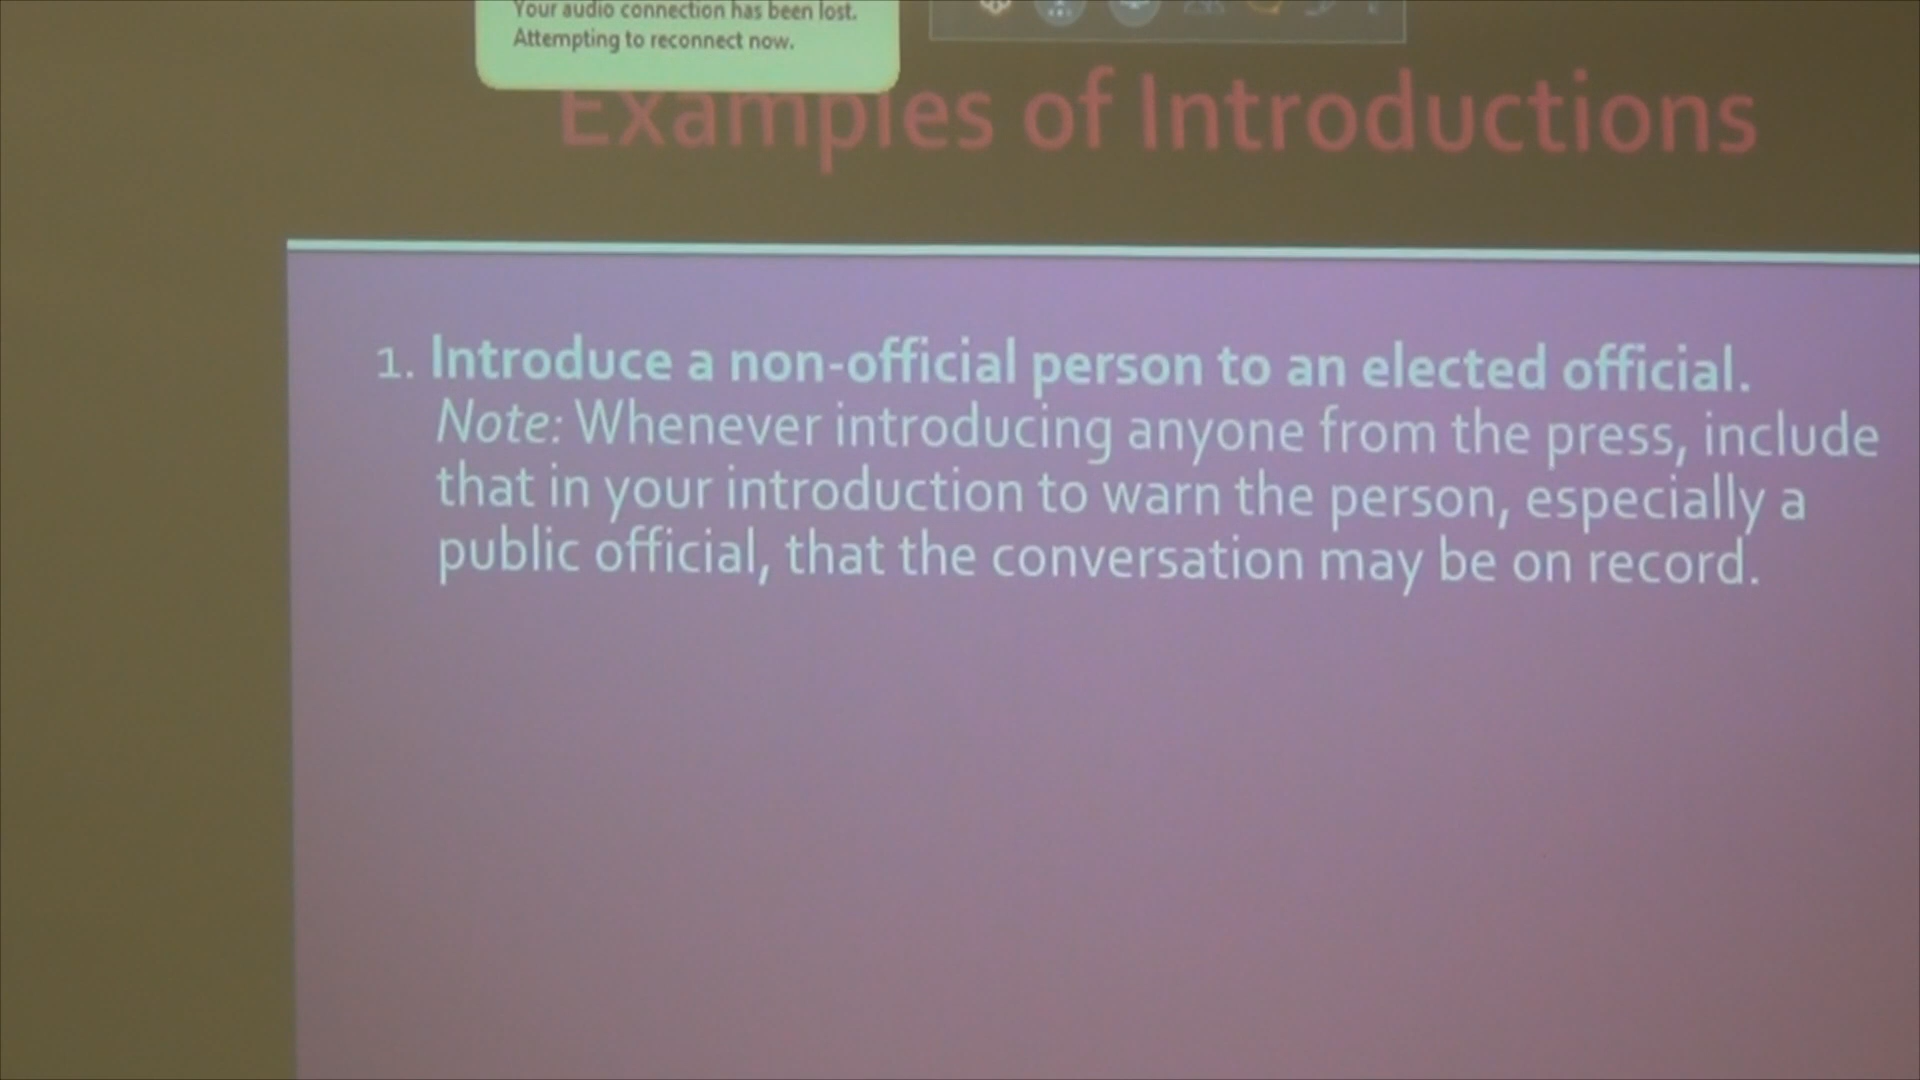 Your audio connection has been lost.
Attempting to reconnect now.
Examples of Introductions
1. Introduce a non-official person to an elected official.
Note: Whenever introducing anyone from the press, include
that in your introduction to warn the person, especially a
public official, that the conversation may be on record.